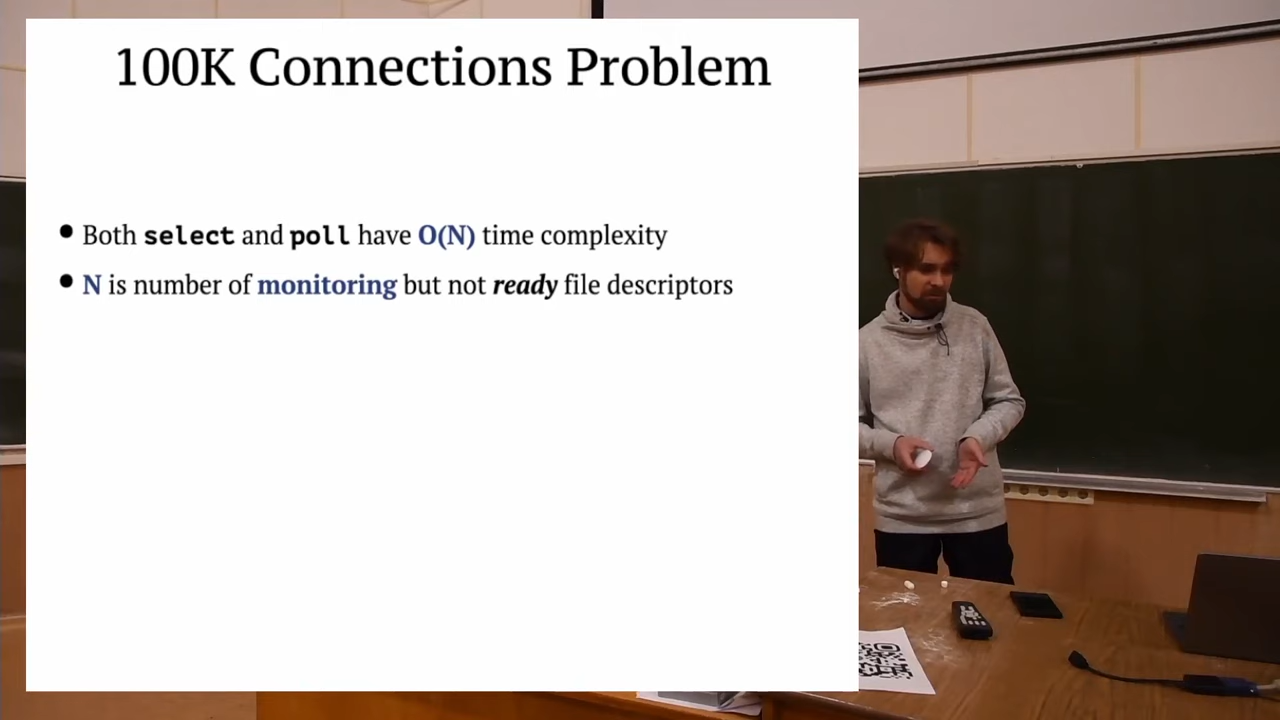 100K Connections Problem
Both select and poll have O(N) time complexity
N is number of monitoring but not ready file descriptors